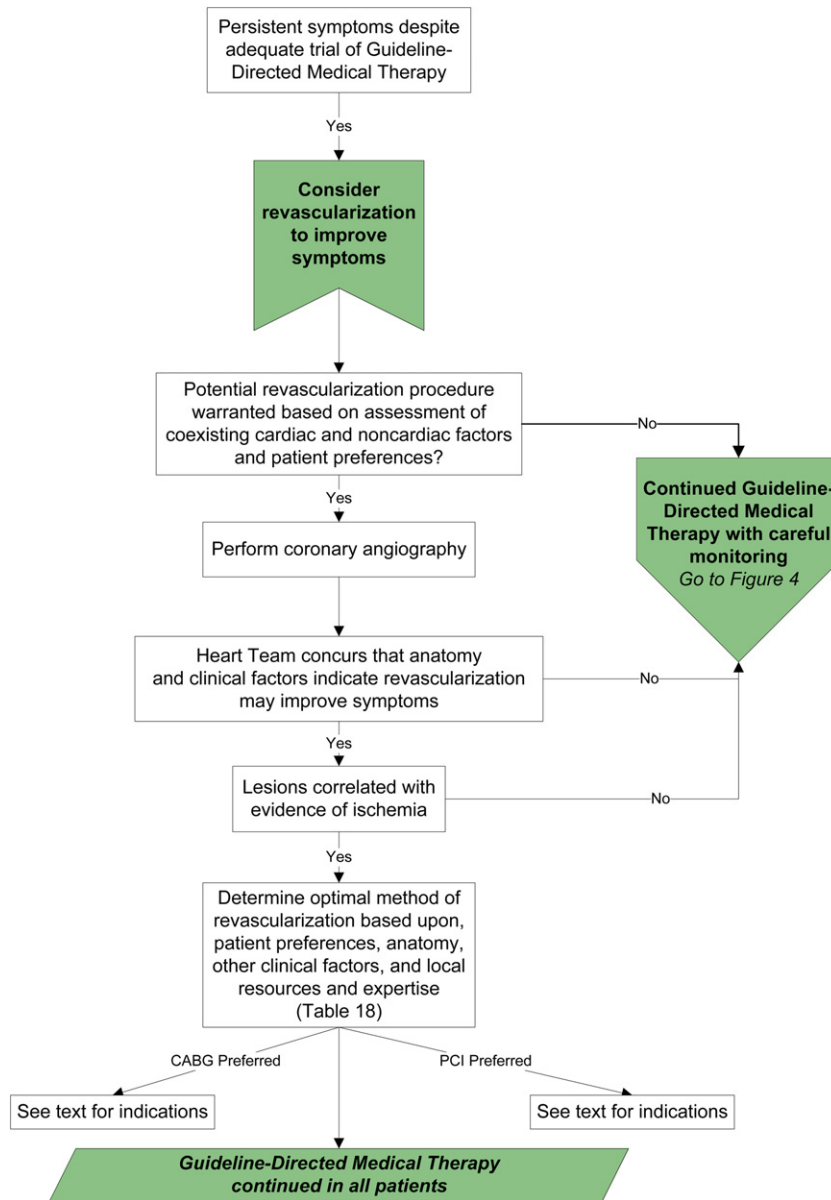 Persistent symptoms despite
adequate trial of Guideline-
Directed Medical Therapy
Yes
Consider
revascularization
to improve
symptoms
Potential revascularization procedure
warranted based on assessment of
coexisting cardiac and noncardiac factors
and patient preferences?
No
Yes
Continued Guideline-
Directed Medical
Therapy with careful
monitoring
Go to Figure 4
Perform coronary angiography
Heart Team concurs that anatomy
and clinical factors indicate revascularization
may improve symptoms
No
Yes
Lesions correlated with
evidence of ischemia
No
Yes
Determine optimal method of
revascularization based upon,
patient preferences, anatomy,
other clinical factors, and local
resources and expertise
(Table 18)
CABG Preferred
PCI Preferred
See text for indications
See text for indications
Guideline-Directed Medical Therapy
continued in all patients